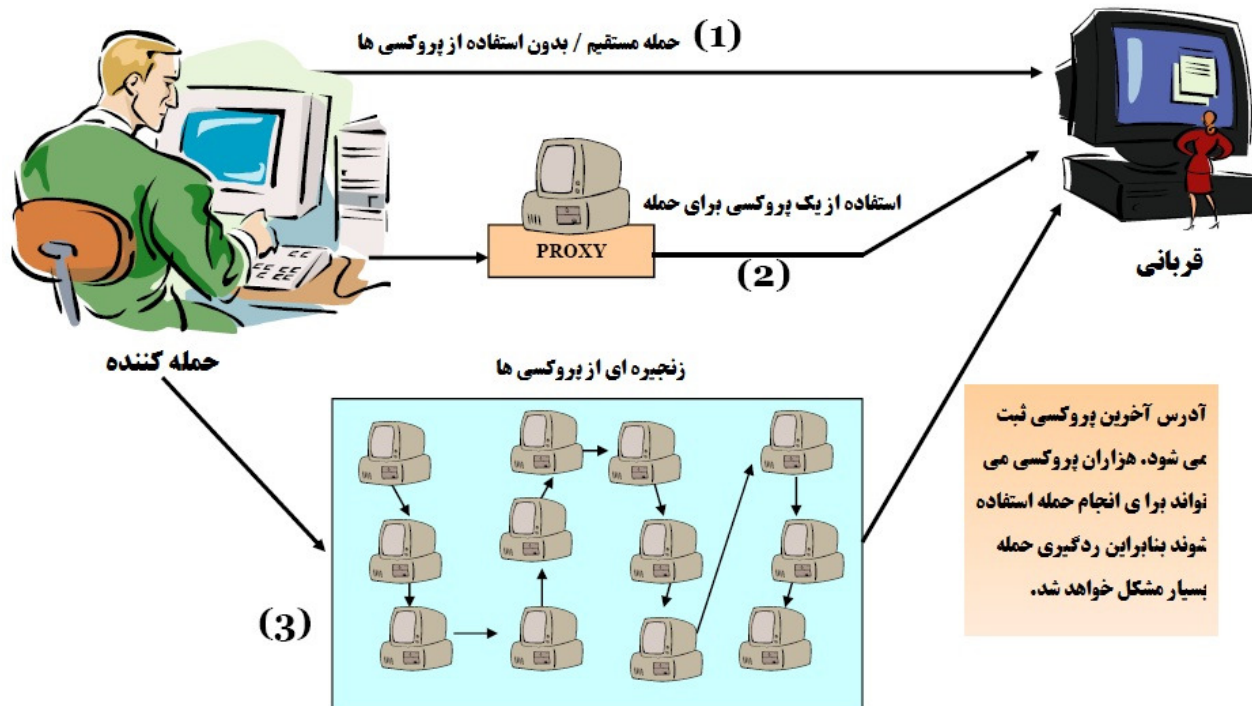 (1) حمله مستقیم / بدون استفاده از پروکسی ها
استفاده از یک پروکسی برای حمله
PROXY
(2)
قربانی
حمله کننده
زنجیره ای از پروکسی ها
(3)
آدرس آخرین پروکسی ثبت
می شود. هزاران پروکسی می
تواند برا ی انجام حمله استفاده
شوند بنابراین ردگیری حمله
بسیار مشکل خواهد شد.